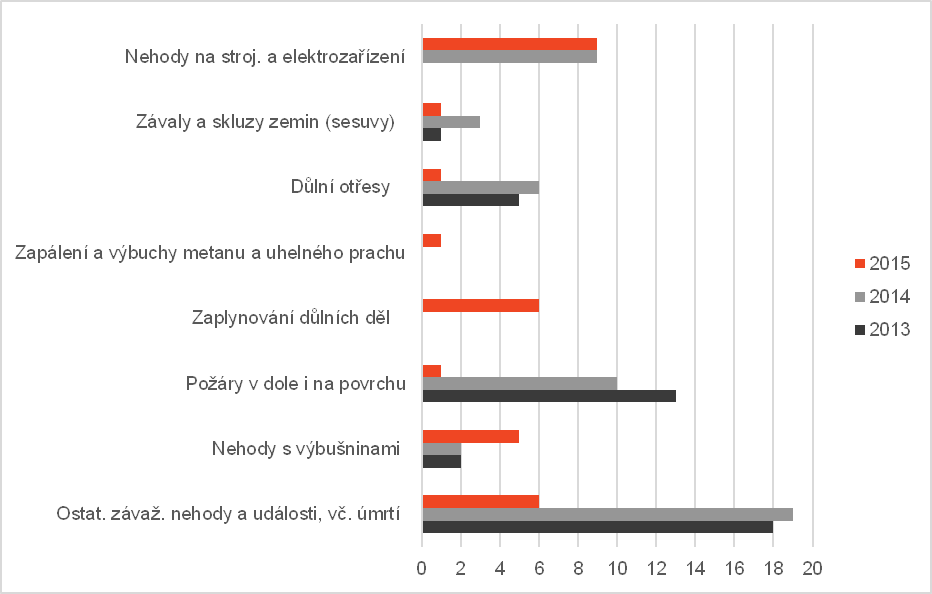 Nehody na stroj. a elektrozařízení
Závaly a skluzy zemin (sesuvy)
Důlní otřesy
Zapálení a výbuchy metanu a uhelného prachu
Zaplynování důlních děl
Požáry v dole i na povrchu
Nehody s výbušninami
Ostat. závaž. nehody a události, vč. úmrtí
0 2 4 6 8 10 12 14 16 18 20
2015
2014
2013